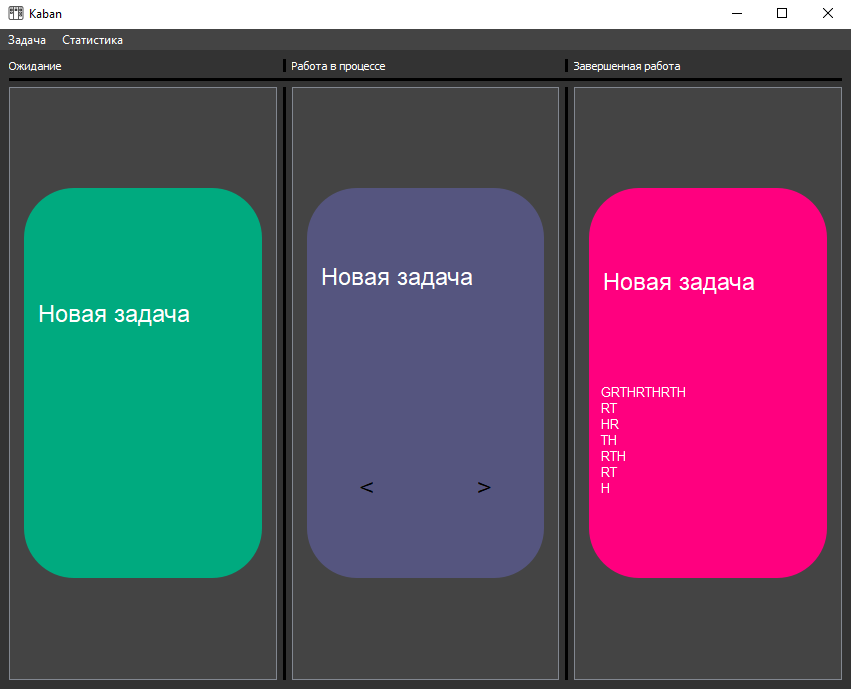 Kaban
Задача Статистика
Ожидание
Работа в процессе
Завершенная работа
Новая задача
Новая задача
< >
Новая задача
GRTHRTHRTH
RT
HR
TH
RTH
RT
H